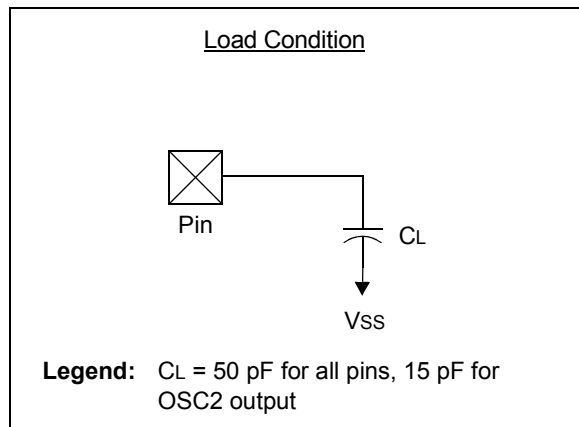 Load Condition
Pin
CL
VSS
Legend: CL = 50 pF for all pins, 15 pF for
OSC2 output